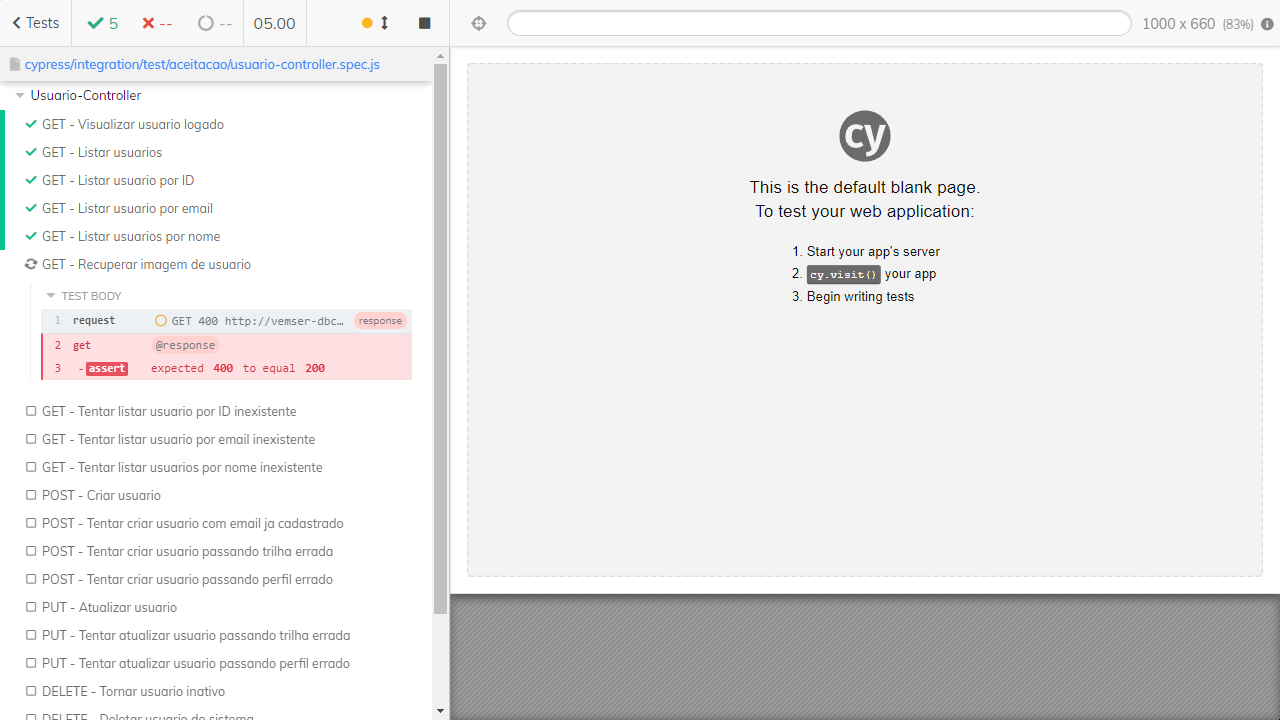 Tests 5 -- -- 05.00
1000 x 660 (83%)
cypress/integration/test/aceitacao/usuario-controller.spec.js
Usuario-Controller
GET - Visualizar usuario logado
GET - Listar usuarios
GET - Listar usuario por ID
GET - Listar usuario por email
GET - Listar usuarios por nome
GET - Recuperar imagem de usuario
TEST BODY
1 request GET 400 http://vemser-dbc… response
2 get @response
3 -assert expected 400 to equal 200
GET - Tentar listar usuario por ID inexistente
GET - Tentar listar usuario por email inexistente
GET - Tentar listar usuarios por nome inexistente
POST - Criar usuario
POST - Tentar criar usuario com email ja cadastrado
POST - Tentar criar usuario passando trilha errada
POST - Tentar criar usuario passando perfil errado
PUT - Atualizar usuario
PUT - Tentar atualizar usuario passando trilha errada
PUT - Tentar atualizar usuario passando perfil errado
DELETE - Tornar usuario inativo
DELETE - Deletar usuario do sistema
cy
This is the default blank page.
To test your web application:
1. Start your app's server
2. cy.visit() your app
3. Begin writing tests